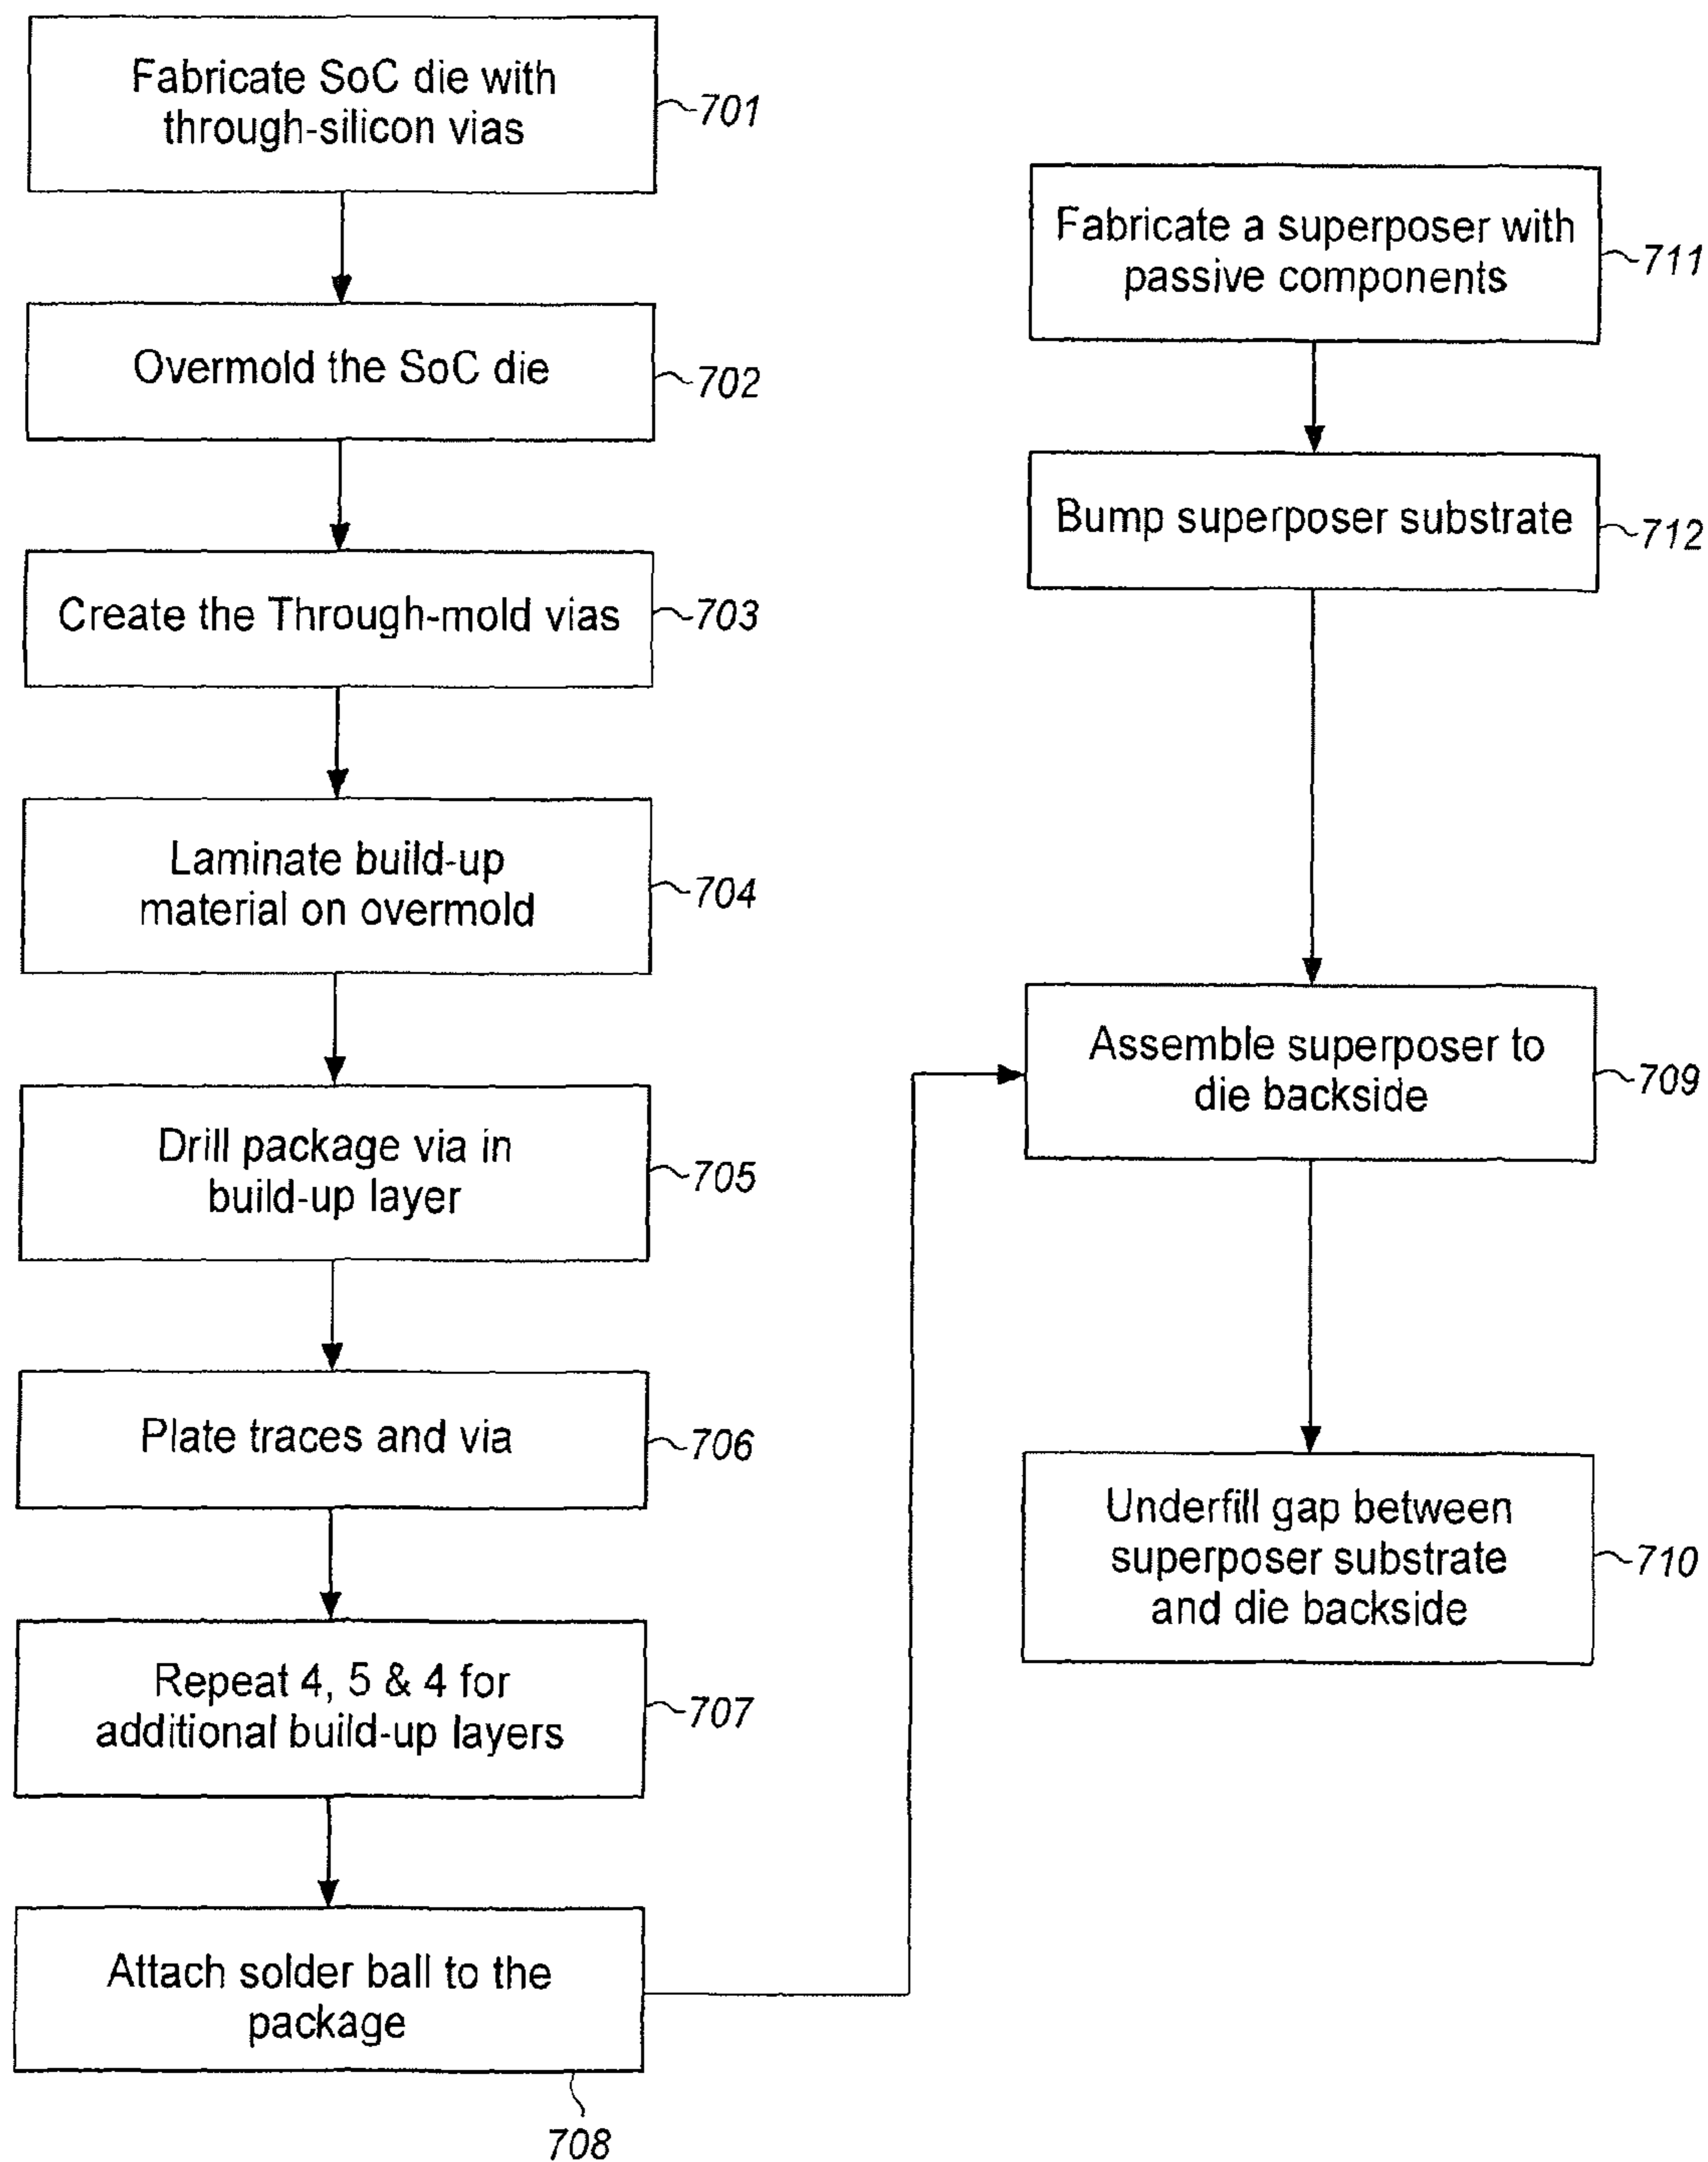 Fabricate SoC die with
through-silicon vias
701
Overmold the SoC die
702
Create the Through-mold vias
703
Laminate build-up
material on overmold
704
Drill package via in
build-up layer
705
Plate traces and via
706
Repeat 4, 5 & 4 for
additional build-up layers
707
Attach solder ball to the
package
708
Fabricate a superposer with
passive components
711
Bump superposer substrate
712
Assemble superposer to
die backside
709
Underfill gap between
superposer substrate
and die backside
710